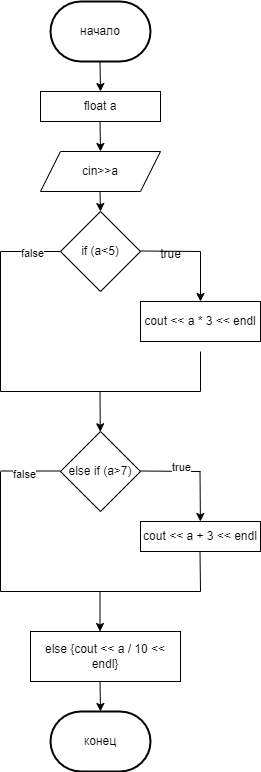 начало
float a
cin>>a
if (a<5)
false
true
cout << a * 3 << endl
else if (a>7)
false
true
cout << a + 3 << endl
else {cout << a / 10 <<
endl}
конец